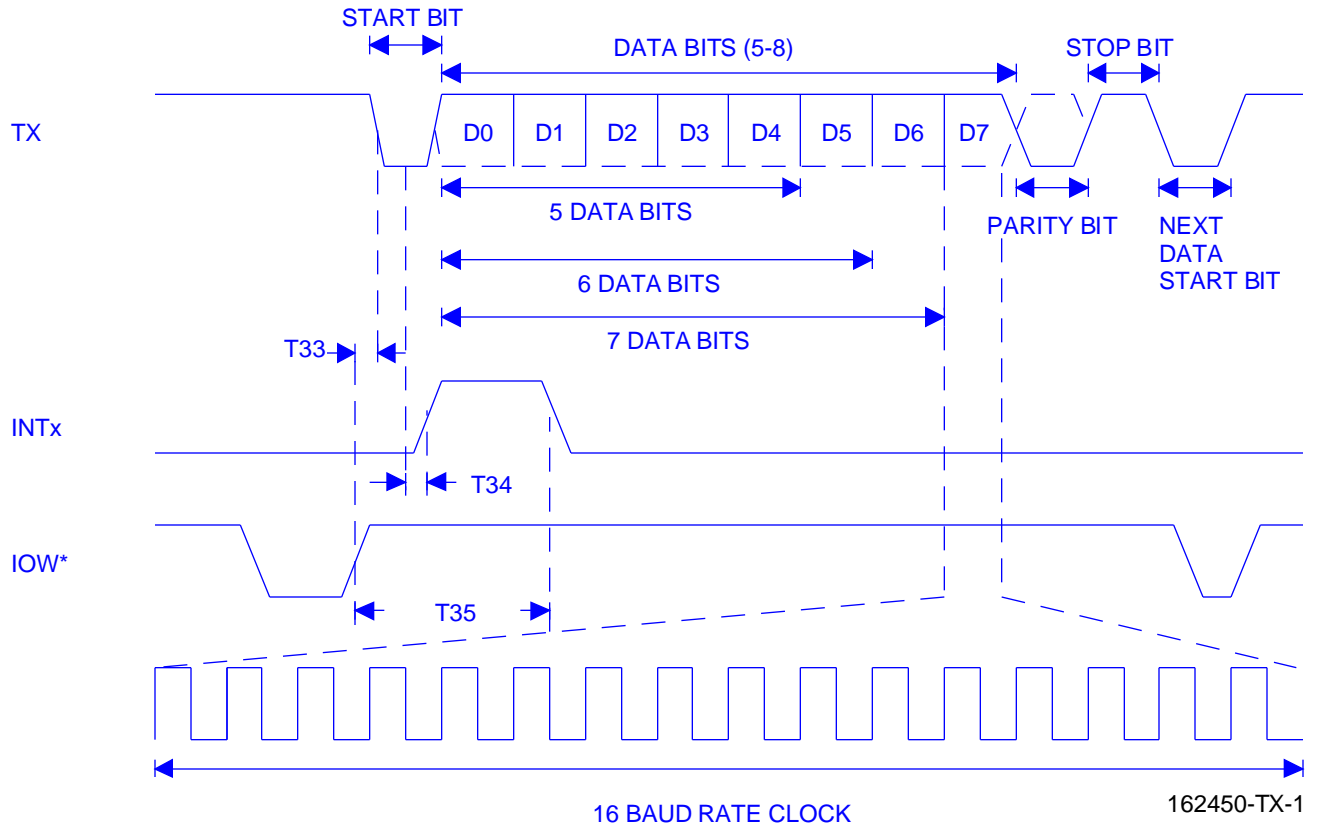 START BIT
DATA BITS (5-8)
STOP BIT
TX
D0 D1 D2 D3 D4 D5 D6 D7
5 DATA BITS
PARITY BIT
NEXT
DATA
START BIT
6 DATA BITS
7 DATA BITS
T33
INTx
T34
IOW*
T35
16 BAUD RATE CLOCK
162450-TX-1